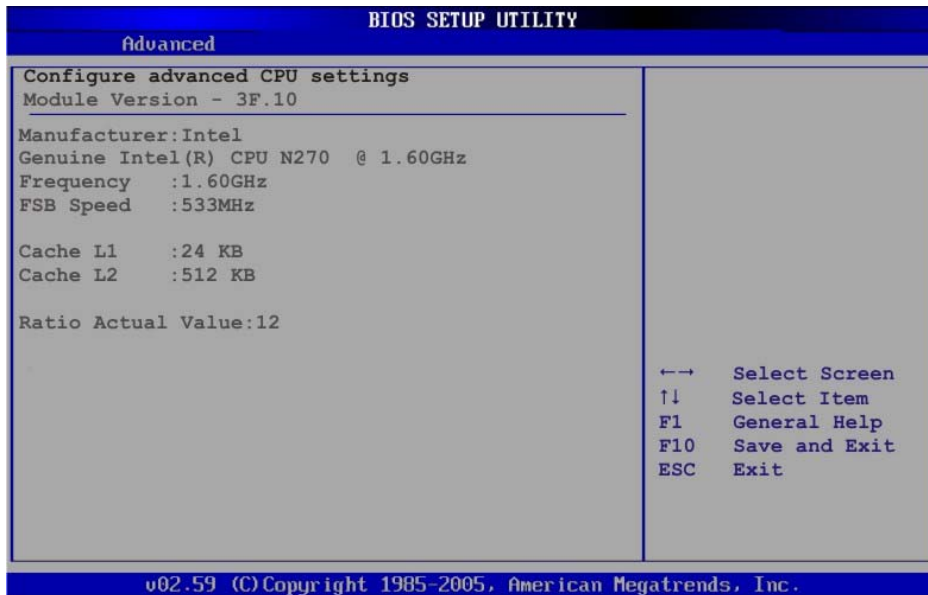 BIOS SETUP UTILITY
Advanced
Configure advanced CPU settings
Module Version - 3F.10
Manufacturer:Intel
Genuine Intel(R) CPU N270 @ 1.60GHz
Frequency :1.60GHz
FSB Speed :533MHz
Cache L1 :24 KB
Cache L2 :512 KB
Ratio Actual Value:12
←→ Select Screen
↑↓ Select Item
F1 General Help
F10 Save and Exit
ESC Exit
v02.59 (C)Copyright 1985-2005, American Megatrends, Inc.